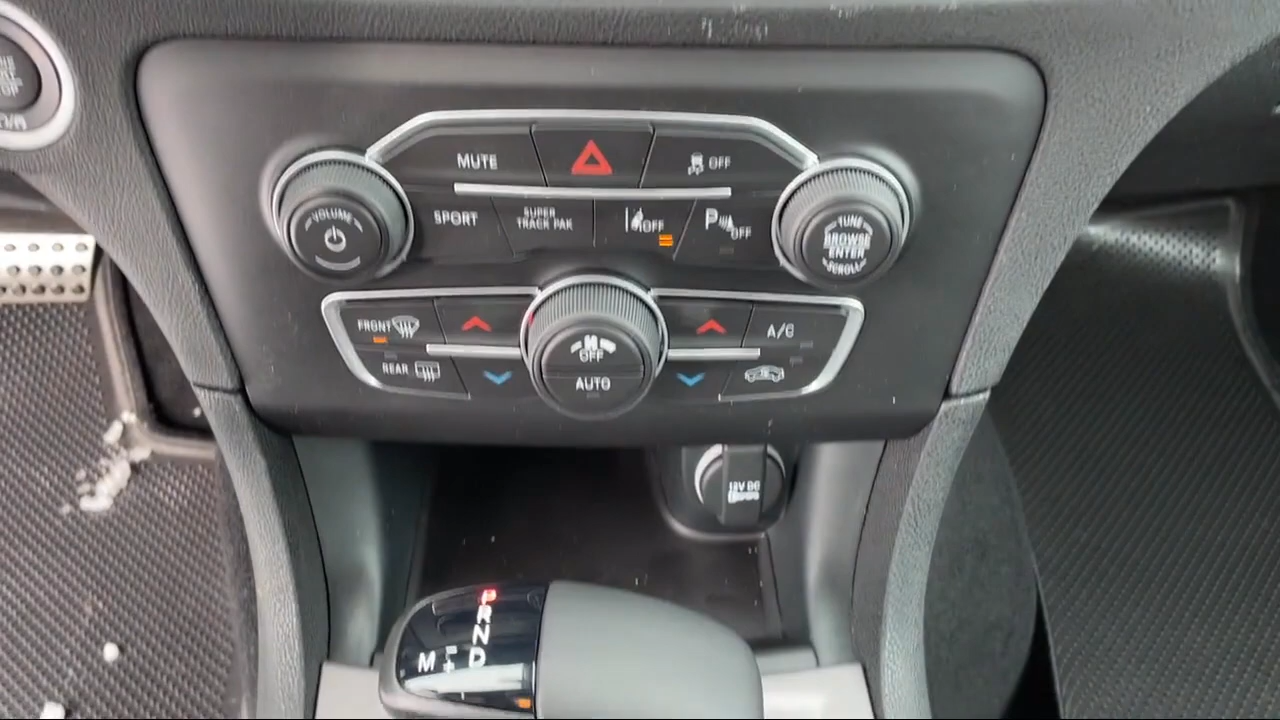 MUTE
OFF
VOLUME
SPORT
SUPER
TRACK PAK
OFF
P
OFF
TUNE
BROWSE
ENTER
SCROLL
FRONT
A/C
OFF
REAR
AUTO
12V DC
P
R
N
D
M
+